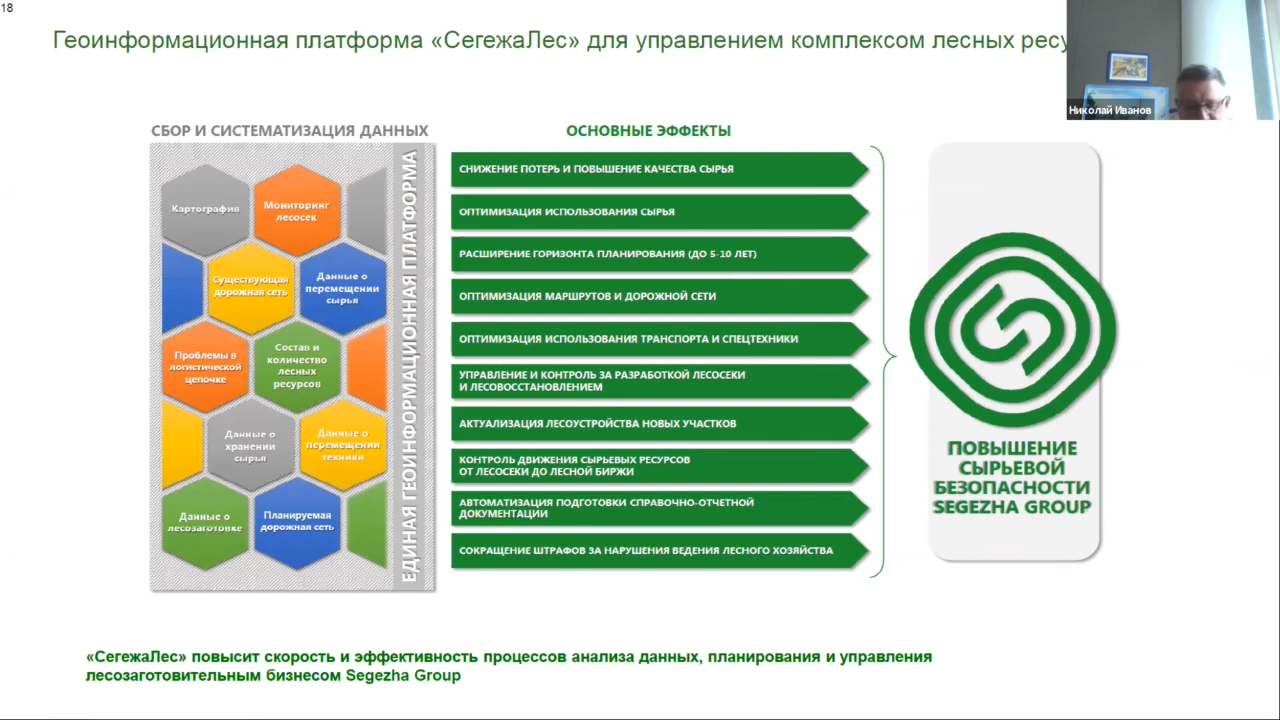 18
Геоинформационная платформа «СегежаЛес» для управлением комплексом лесных
Николай Иванов
СБОР И СИСТЕМАТИЗАЦИЯ ДАННЫХ
Картография
Мониторинг
лесосек
Существующая
дорожная сеть
Данные о
перемещении
сырья
Проблемы в
логистической
цепочке
Состав и
количество
лесных
ресурсов
Данные о
хранении
сырья
Данные о
перемещении
техники
Данные о
лесозаготовке
Планируемая
дорожная сеть
ЕДИНАЯ ГЕОИНФОРМАЦИОННАЯ ПЛАТФОРМА
ОСНОВНЫЕ ЭФФЕКТЫ
СНИЖЕНИЕ ПОТЕРЬ И ПОВЫШЕНИЕ КАЧЕСТВА СЫРЬЯ
ОПТИМИЗАЦИЯ ИСПОЛЬЗОВАНИЯ СЫРЬЯ
РАСШИРЕНИЕ ГОРИЗОНТА ПЛАНИРОВАНИЯ (ДО 5-10 ЛЕТ)
ОПТИМИЗАЦИЯ МАРШРУТОВ И ДОРОЖНОЙ СЕТИ
ОПТИМИЗАЦИЯ ИСПОЛЬЗОВАНИЯ ТРАНСПОРТА И СПЕЦТЕХНИКИ
УПРАВЛЕНИЕ И КОНТРОЛЬ ЗА РАЗРАБОТКОЙ ЛЕСОСЕКИ
И ЛЕСОВОССТАНОВЛЕНИЕМ
АКТУАЛИЗАЦИЯ ЛЕСОУСТРОЙСТВА НОВЫХ УЧАСТКОВ
КОНТРОЛЬ ДВИЖЕНИЯ СЫРЬЕВЫХ РЕСУРСОВ
ОТ ЛЕСОСЕКИ ДО ЛЕСНОЙ БИРЖИ
АВТОМАТИЗАЦИЯ ПОДГОТОВКИ СПРАВОЧНО-ОТЧЕТНОЙ
ДОКУМЕНТАЦИИ
СОКРАЩЕНИЕ ШТРАФОВ ЗА НАРУШЕНИЯ ВЕДЕНИЯ ЛЕСНОГО ХОЗЯЙСТВА
ПОВЫШЕНИЕ
СЫРЬЕВОЙ
БЕЗОПАСНОСТИ
SEGEZHA GROUP
«СегежаЛес» повысит скорость и эффективность процессов анализа данных, планирования и управления
лесозаготовительным бизнесом Segezha Group